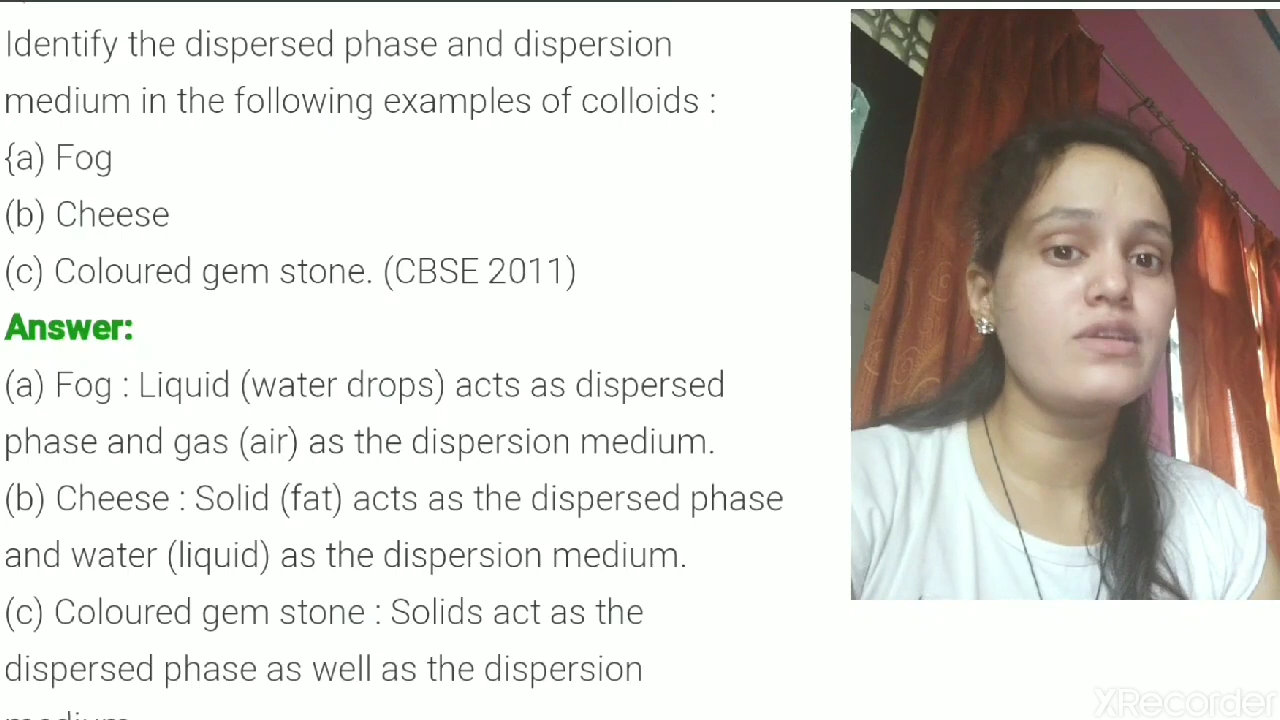 Identify the dispersed phase and dispersion
medium in the following examples of colloids :
{a) Fog
(b) Cheese
(c) Coloured gem stone. (CBSE 2011)
Answer:
(a) Fog : Liquid (water drops) acts as dispersed
phase and gas (air) as the dispersion medium.
(b) Cheese : Solid (fat) acts as the dispersed phase
and water (liquid) as the dispersion medium.
(c) Coloured gem stone : Solids act as the
dispersed phase as well as the dispersion
XRecorder